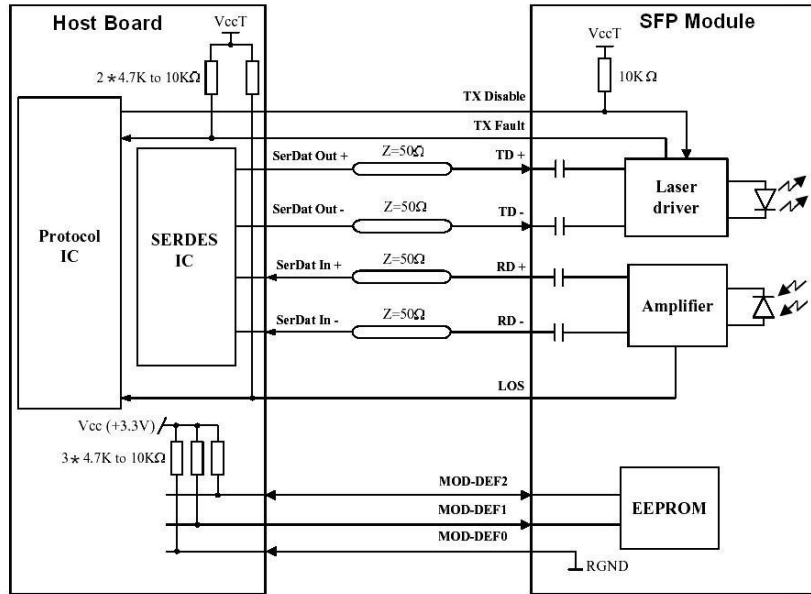 Host Board
SFP Module
VccT
VccT
2*4.7K to 10KΩ
10KΩ
TX Disable
TX Fault
SerDat Out +
Z=50Ω
TD +
SerDat Out -
Z=50Ω
TD -
Laser
driver
Protocol
IC
SERDES
IC
SerDat In +
Z=50Ω
RD +
SerDat In -
Z=50Ω
RD -
Amplifier
LOS
Vcc (+3.3V)
3*4.7K to 10KΩ
MOD-DEF2
MOD-DEF1
MOD-DEF0
EEPROM
RGND